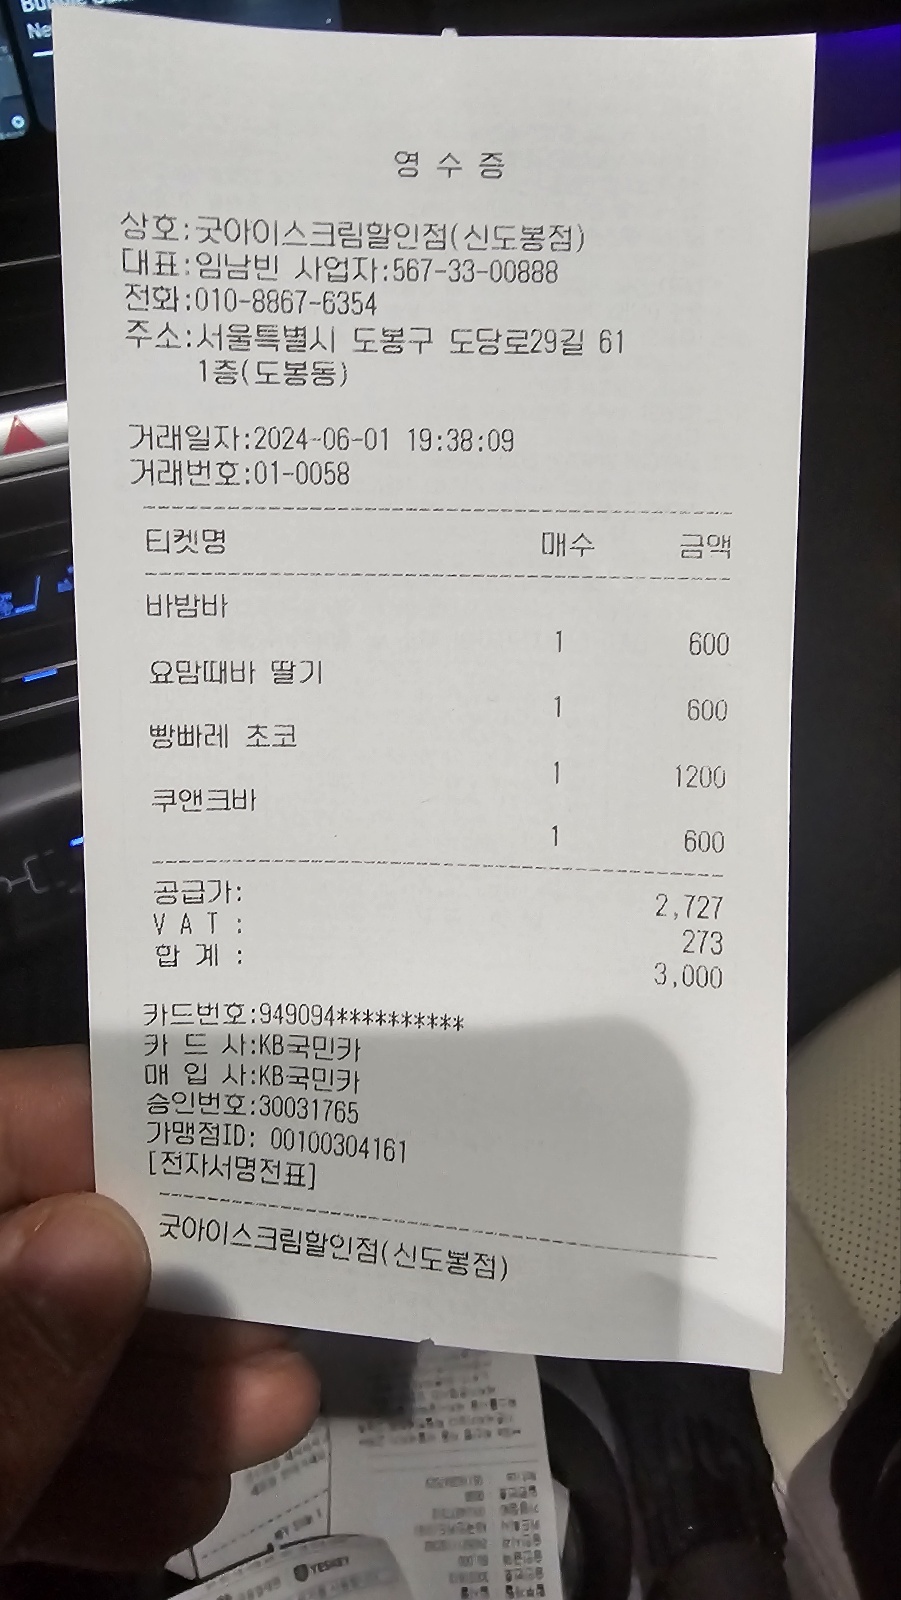 영 수 증
상호:굿아이스크림할인점(신도봉점)
대표:임남빈 사업자:567-33-00888
전화:010-8867-6354
주소:서울특별시 도봉구 도당로29길 61
1층(도봉동)
거래일자:2024-06-01 19:38:09
거래번호:01-0058
티켓명 매수 금액
바밤바
1 600
요맘때바 딸기
1 600
빵빠레 초코
1 1200
쿠앤크바
1 600
공급가: 2,727
V A T : 273
합 계 : 3,000
카드번호:949094**********
카 드 사:KB국민카
매 입 사:KB국민카
승인번호:30031765
가맹점ID: 00100304161
[전자서명전표]
굿아이스크림할인점(신도봉점)
YESKEY